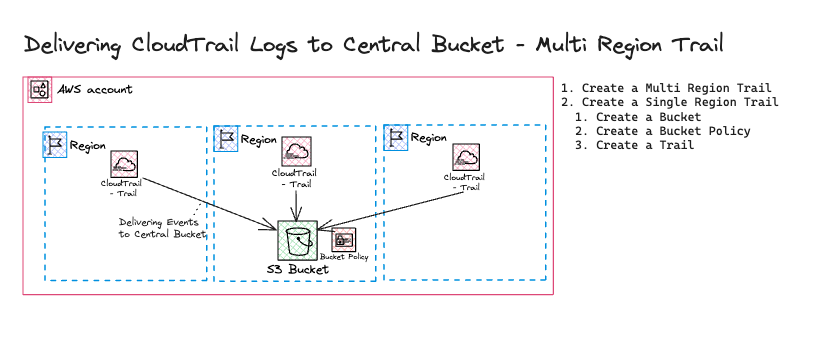 Delivering CloudTrail Logs to Central Bucket - Multi Region Trail
AWS account
Region
CloudTrail
- Trail
Delivering Events
to Central Bucket
Region
CloudTrail
- Trail
S3 Bucket
Bucket Policy
Region
CloudTrail
- Trail
1. Create a Multi Region Trail
2. Create a Single Region Trail
1. Create a Bucket
2. Create a Bucket Policy
3. Create a Trail